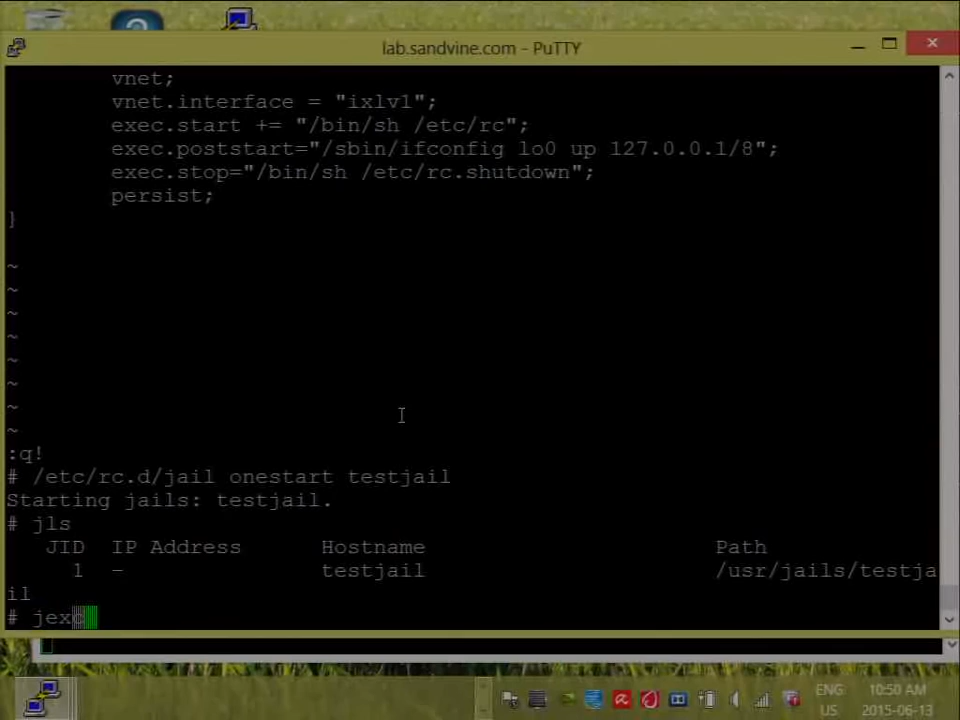 lab.sandvine.com - PuTTY
vnet;
vnet.interface = "ixlv1";
exec.start += "/bin/sh /etc/rc";
exec.poststart="/sbin/ifconfig lo0 up 127.0.0.1/8";
exec.stop="/bin/sh /etc/rc.shutdown";
persist;
}
~
~
~
~
~
~
~
~
:q!
# /etc/rc.d/jail onestart testjail
Starting jails: testjail.
# jls
JID IP Address Hostname Path
1 - testjail /usr/jails/testja
il
# jexc
ENG 10:50 AM
US 2015-06-13